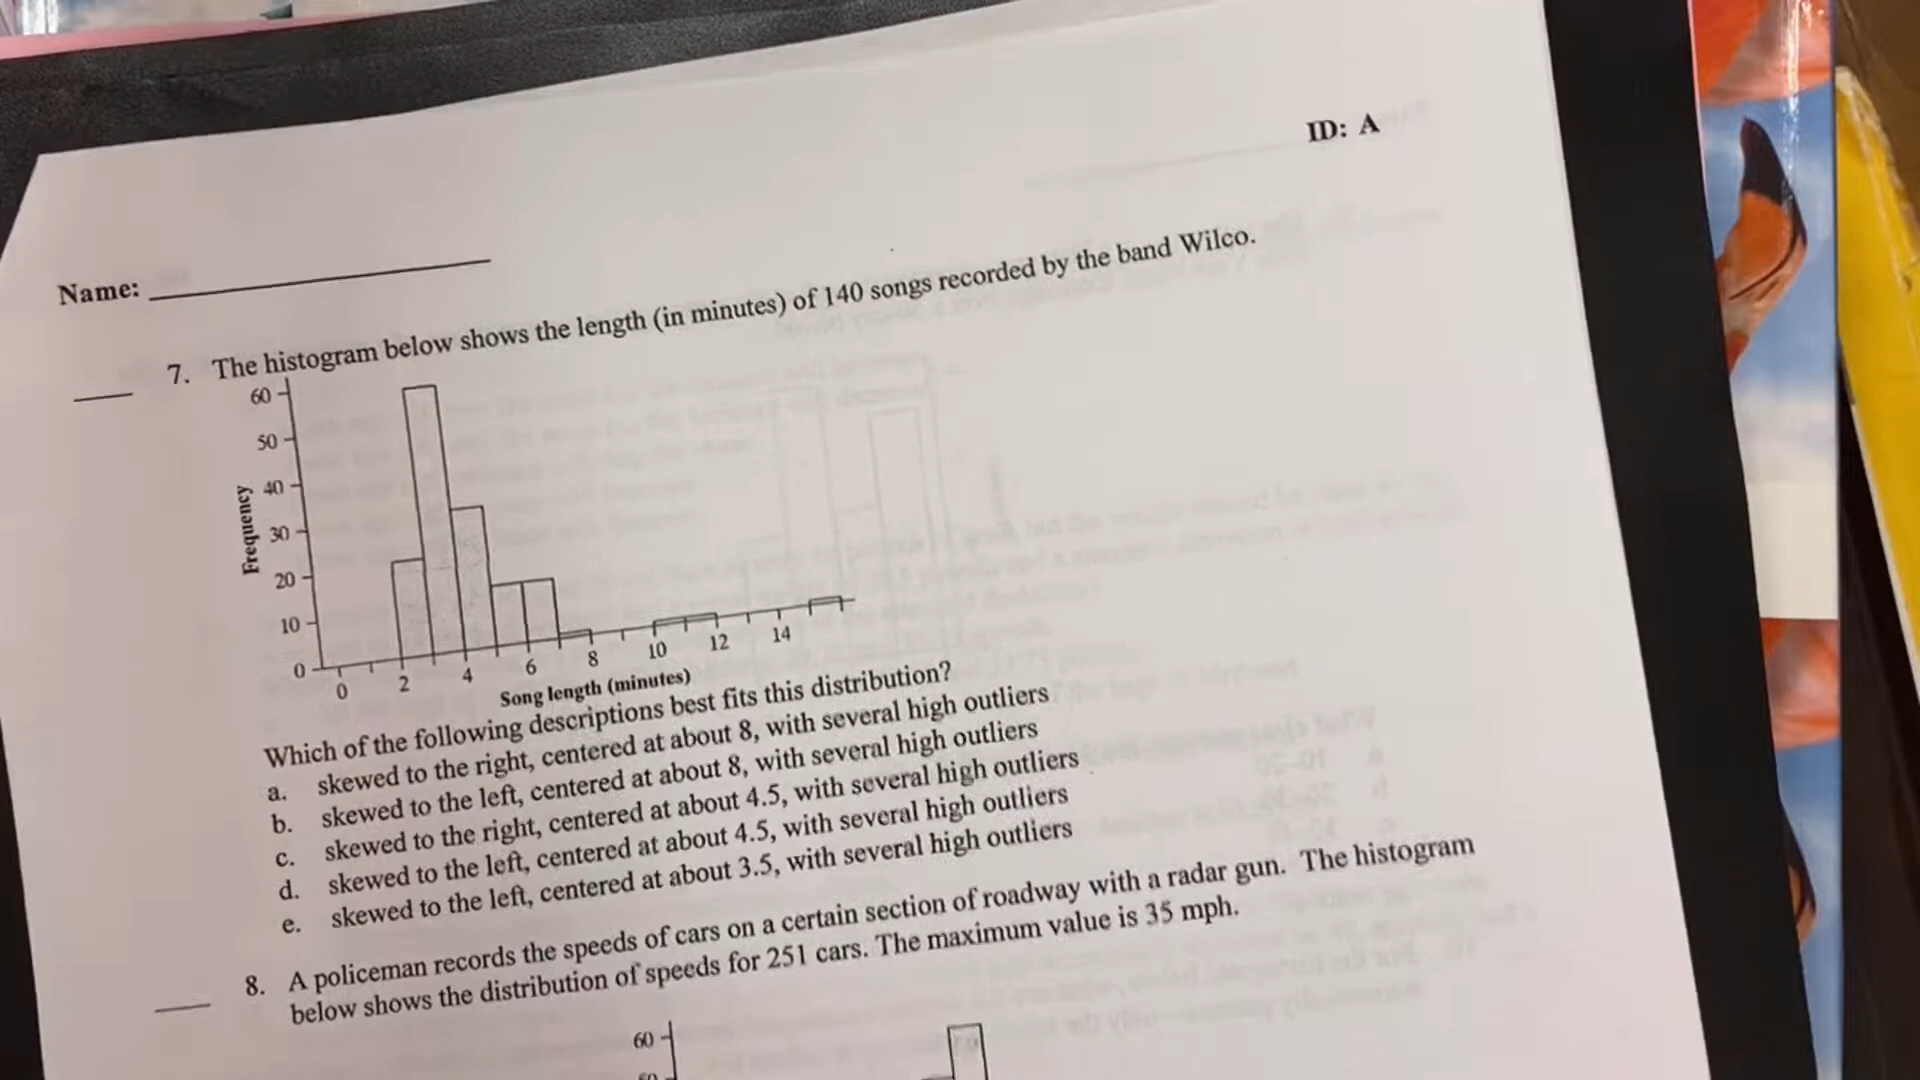 ID: A
Name:
7. The histogram below shows the length (in minutes) of 140 songs recorded by the band Wilco.
60
50
40
30
20
10
0
Frequency
0 2 4 6 8 10 12 14
Song length (minutes)
Which of the following descriptions best fits this distribution?
a. skewed to the right, centered at about 8, with several high outliers
b. skewed to the left, centered at about 8, with several high outliers
c. skewed to the right, centered at about 4.5, with several high outliers
d. skewed to the left, centered at about 4.5, with several high outliers
e. skewed to the left, centered at about 3.5, with several high outliers
8. A policeman records the speeds of cars on a certain section of roadway with a radar gun. The histogram
below shows the distribution of speeds for 251 cars. The maximum value is 35 mph.
60